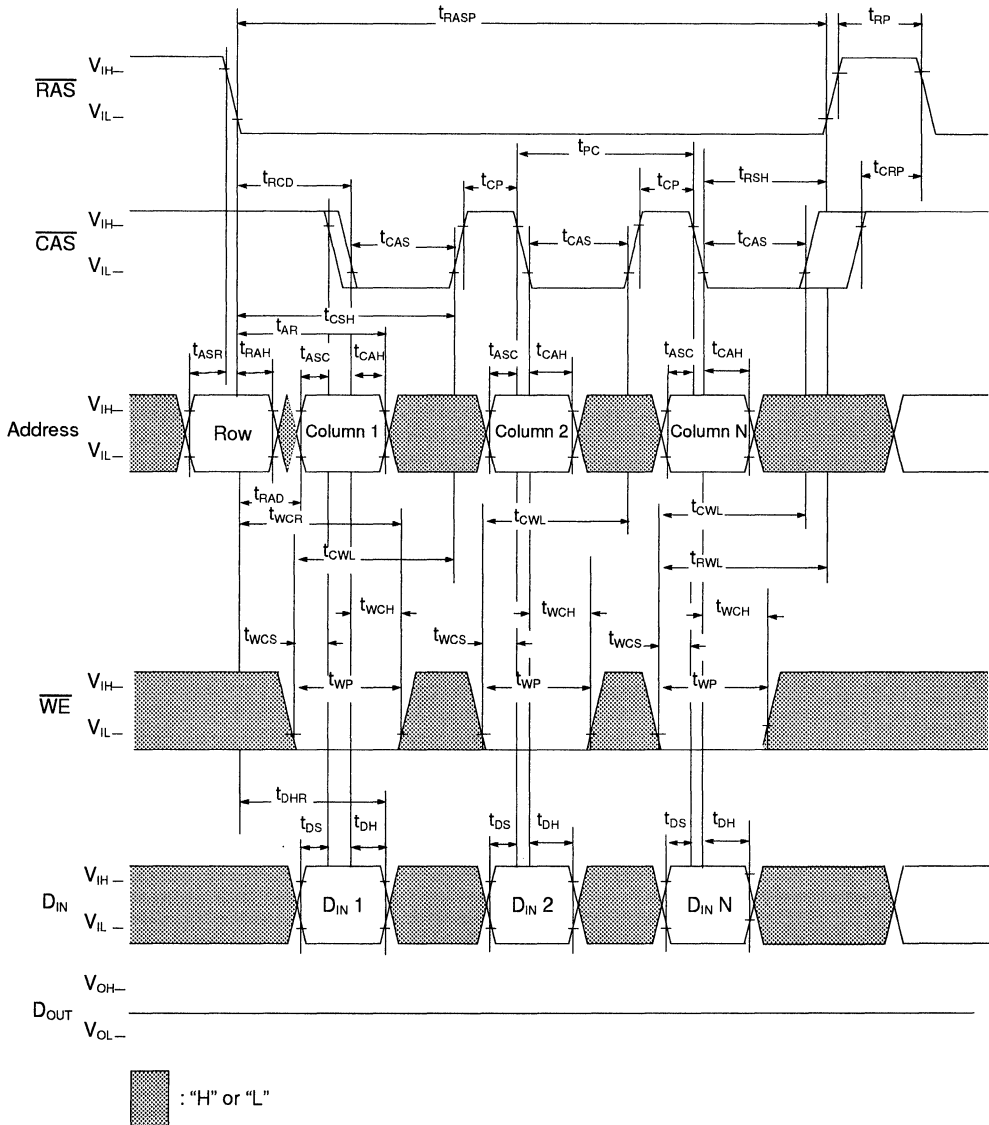 tRASP
tRP
RAS
VIH
VIL
tPC
tRCD
tCP
tCP
tRSH
tCRP
CAS
VIH
VIL
tCAS
tCAS
tCAS
tCSH
tAR
tASR
tRAH
tASC
tCAH
tASC
tCAH
tASC
tCAH
Address
VIH
VIL
Row
Column 1
Column 2
Column N
tRAD
tWCR
tCWL
tCWL
tCWL
tRWL
tWCH
tWCH
tWCH
tWCS
tWCS
tWCS
tWP
tWP
tWP
WE
VIH
VIL
tDHR
tDS
tDH
tDS
tDH
tDS
tDH
DIN
VIH
VIL
DIN 1
DIN 2
DIN N
DOUT
VOH
VOL
: “H” or “L”